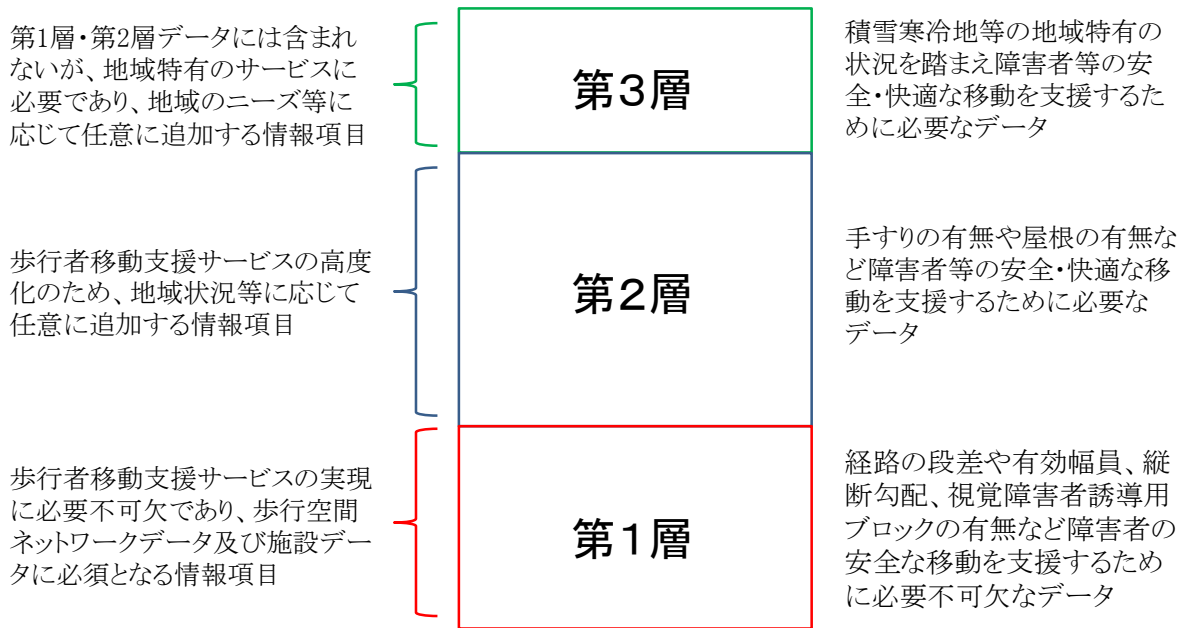 第1層・第2層データには含まれ
ないが、地域特有のサービスに
必要であり、地域のニーズ等に
応じて任意に追加する情報項目
第３層
積雪寒冷地等の地域特有の
状況を踏まえ障害者等の安
全・快適な移動を支援するた
めに必要なデータ
歩行者移動支援サービスの高度
化のため、地域状況等に応じて
任意に追加する情報項目
第２層
手すりの有無や屋根の有無な
ど障害者等の安全・快適な移
動を支援するために必要な
データ
歩行者移動支援サービスの実現
に必要不可欠であり、歩行空間
ネットワークデータ及び施設デー
タに必須となる情報項目
第１層
経路の段差や有効幅員、縦
断勾配、視覚障害者誘導用
ブロックの有無など障害者の
安全な移動を支援するため
に必要不可欠なデータ